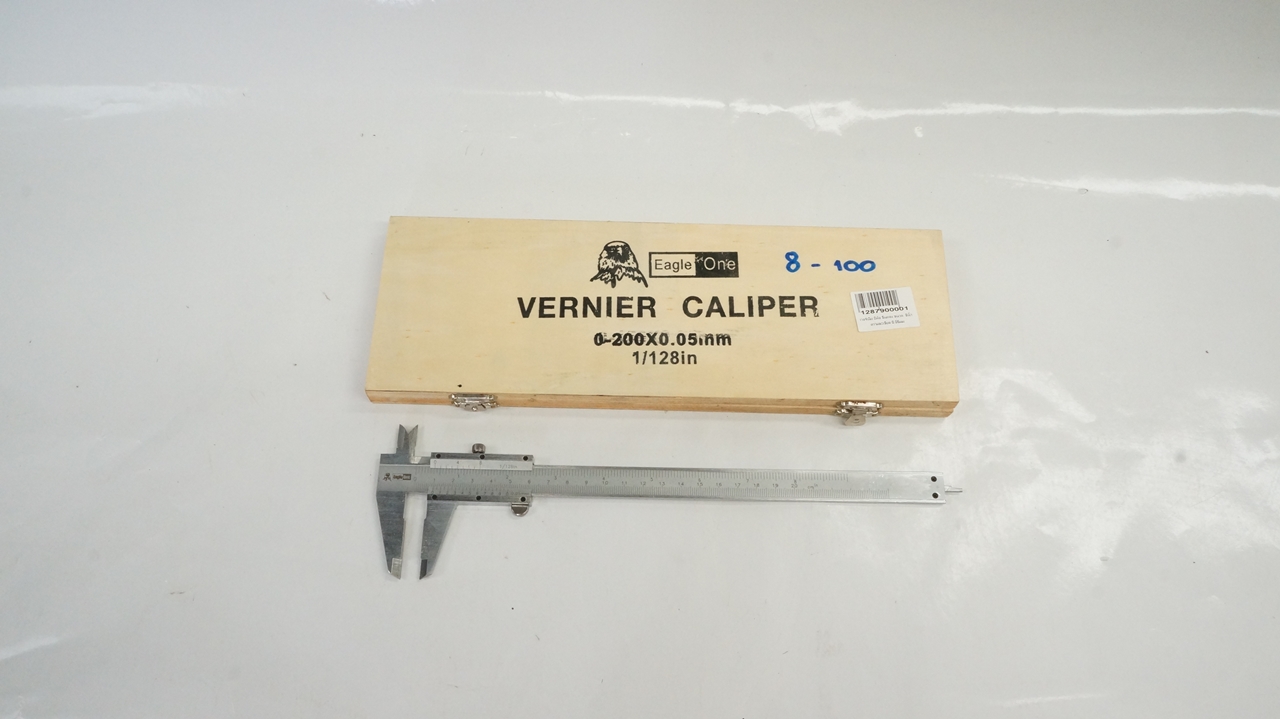 Eagle One
8 - 100
VERNIER CALIPER
1287900001
0-200X0.05mm
1/128in